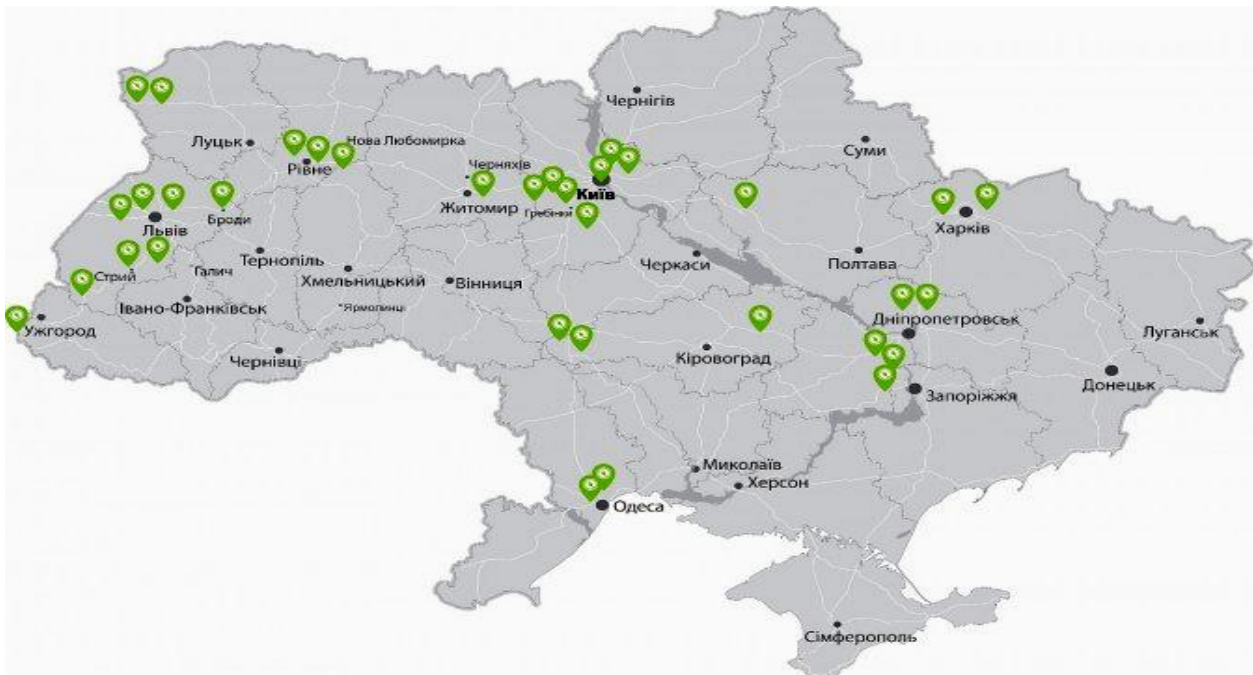 Чернігів
Луцьк
Нова Любомирка
Суми
Рівне
Черняхів
Київ
Житомир
Гребінки
Броди
Харків
Львів
Тернопіль
Черкаси
Полтава
Стрий
Галич
Хмельницький
Вінниця
Івано-Франківськ
Ярмолинці
Дніпропетровськ
Ужгород
Луганськ
Чернівці
Кіровоград
Донецьк
Запоріжжя
Миколаїв
Херсон
Одеса
Сімферополь